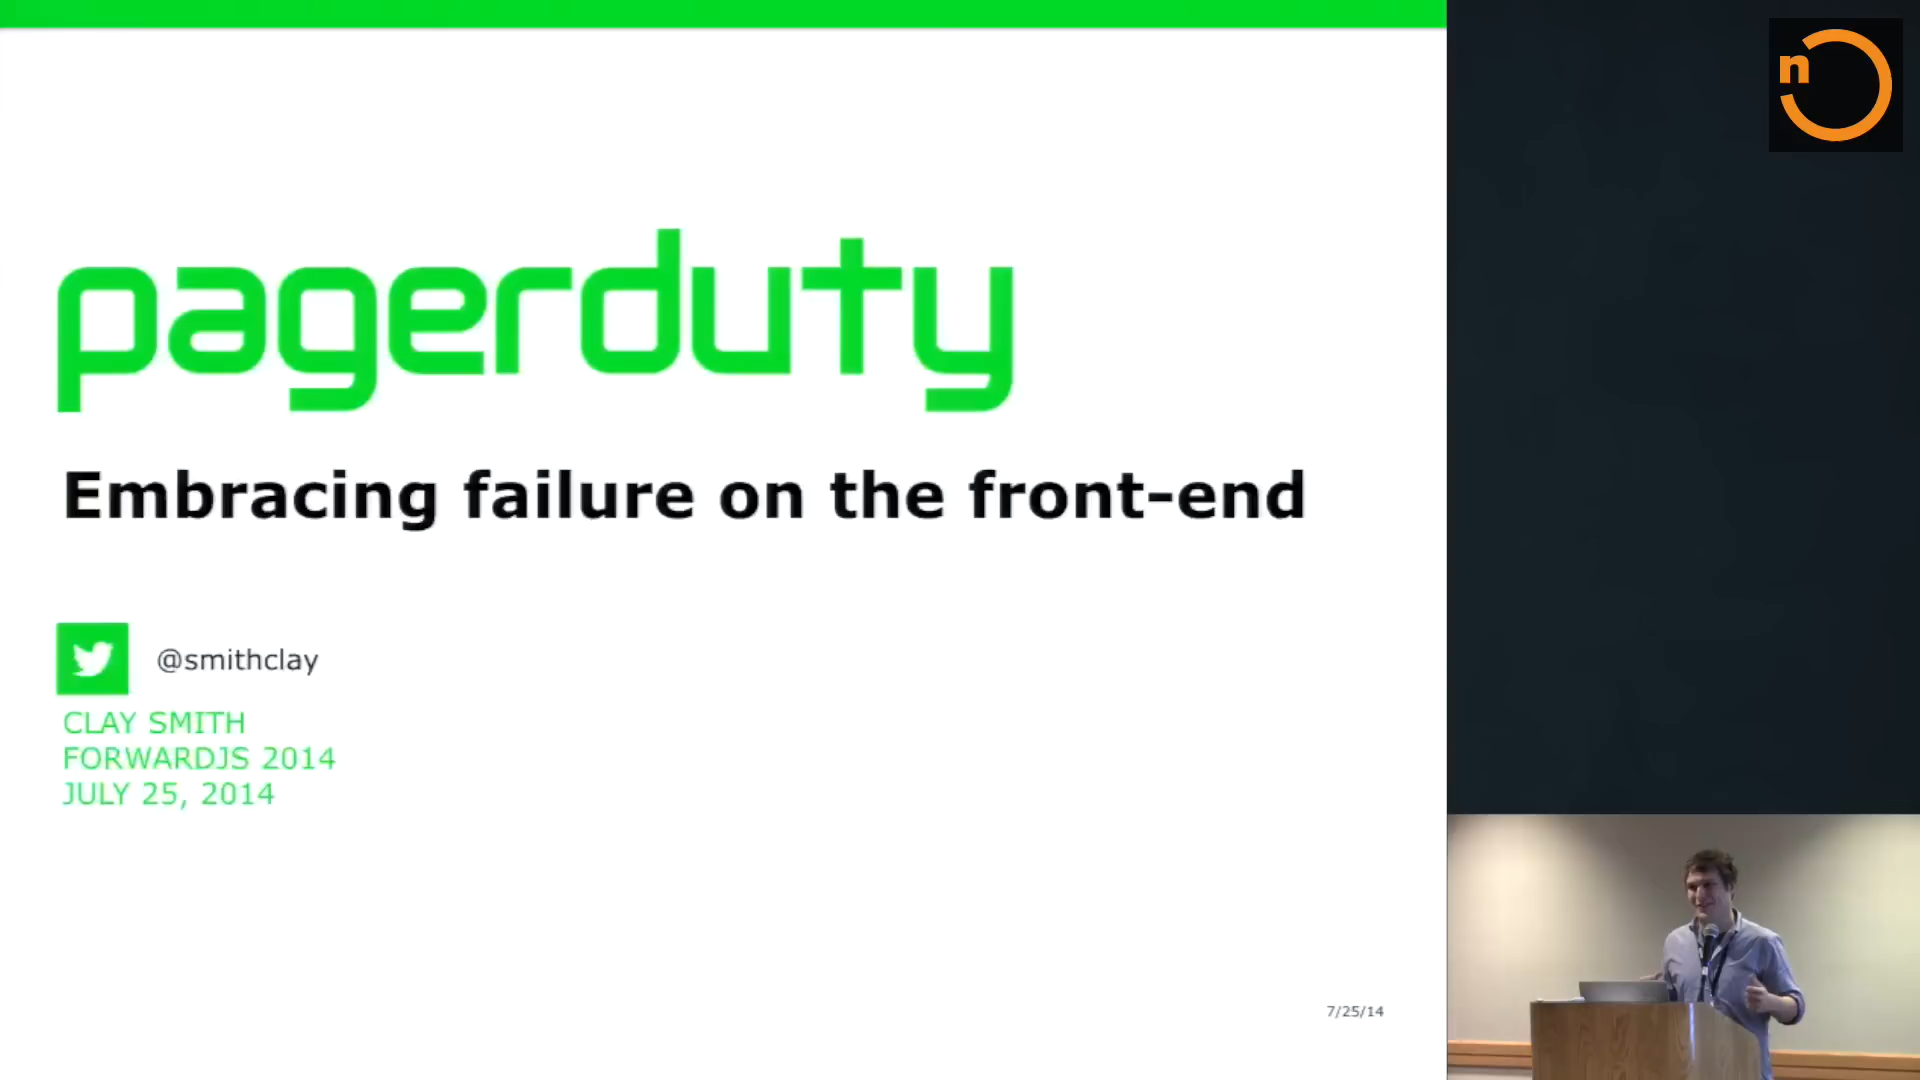 n
pagerduty
Embracing failure on the front-end
@smithclay
CLAY SMITH
FORWARDJS 2014
JULY 25, 2014
7/25/14